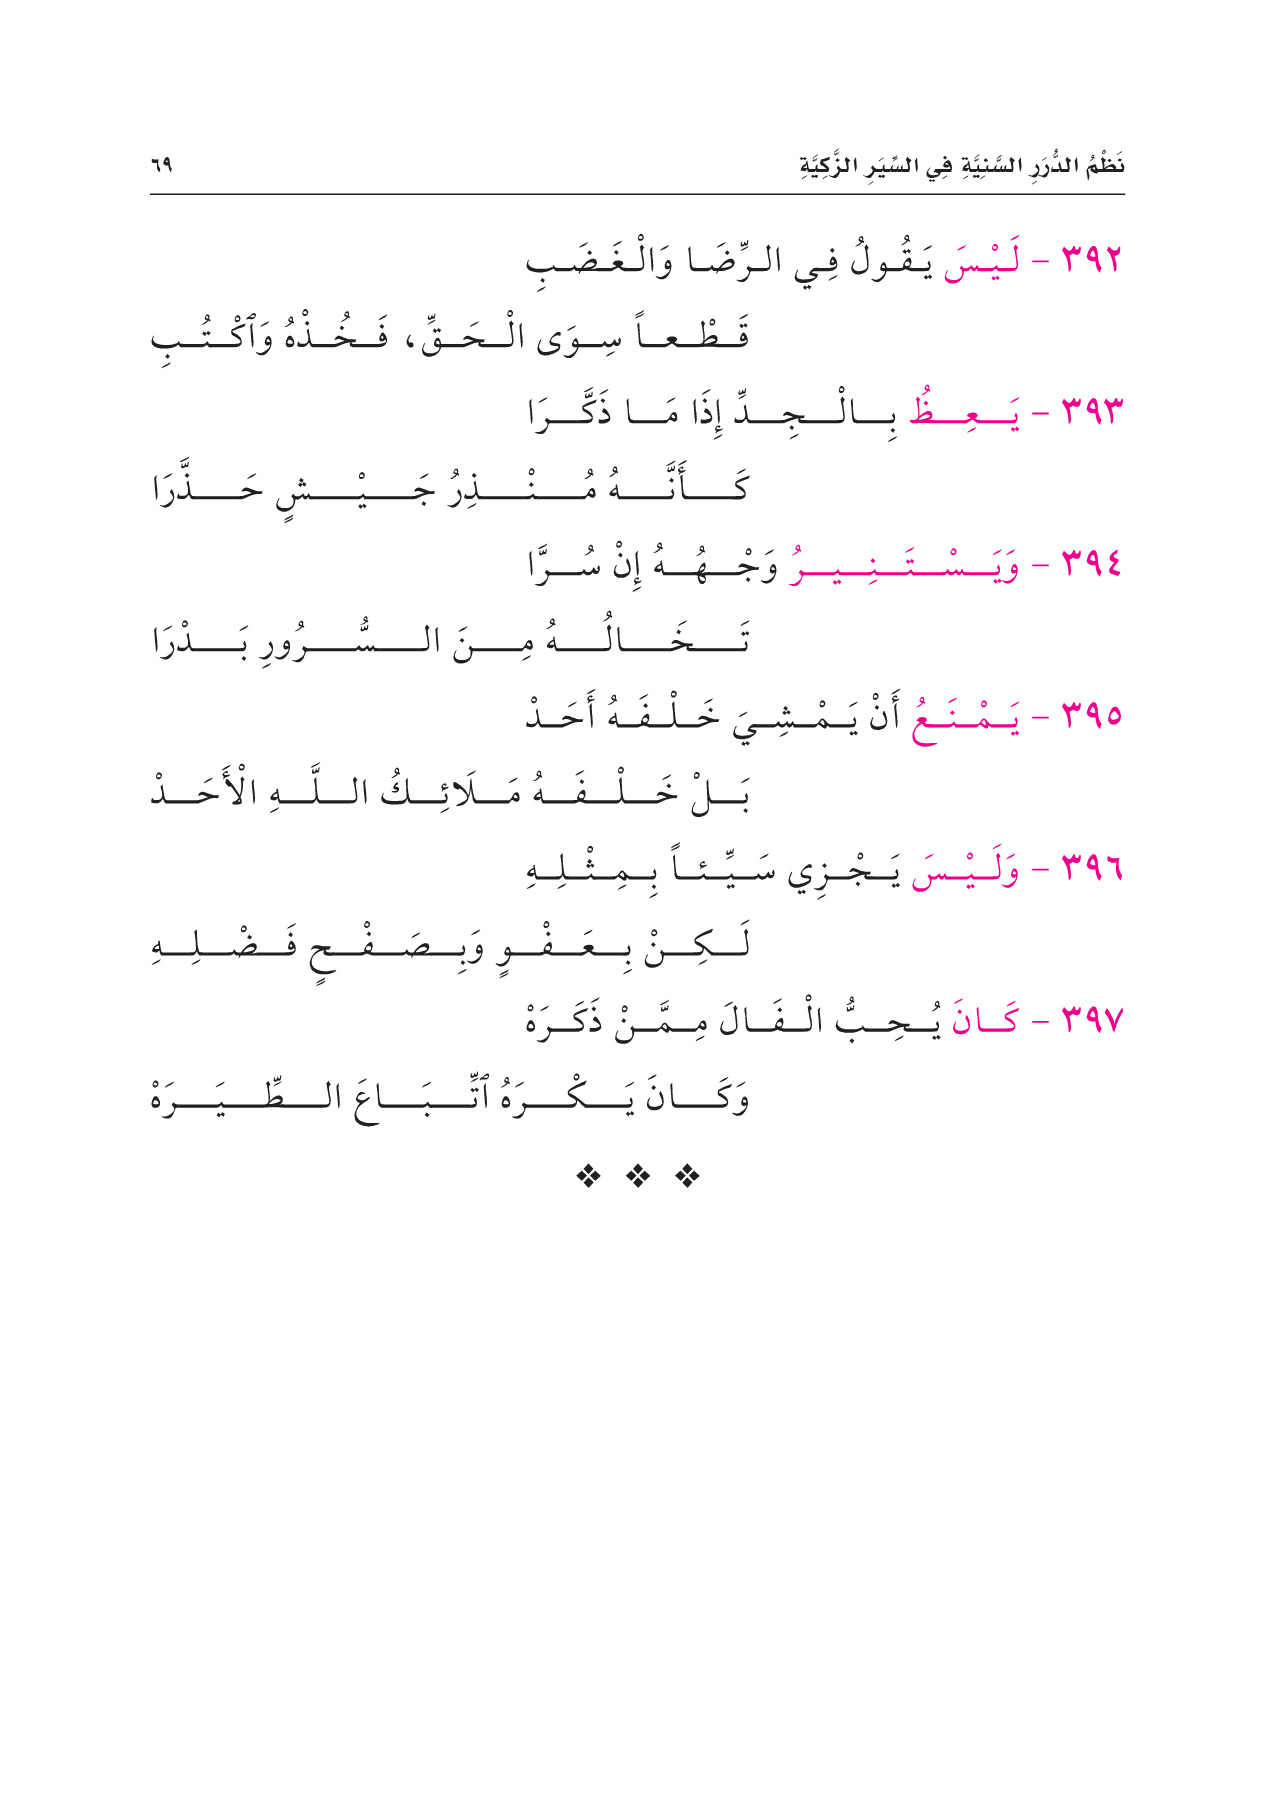 نَظْمُ الدُّرَرِ السَّنِيَّةِ فِي السِّيَرِ الزَّكِيَّةِ ٦٩
٣٩٢ - لَيْسَ يَقُولُ فِي الرِّضَا وَالْغَضَبِ
قَطْعاً سِوَى الْحَقِّ، فَخُذْهُ وَٱكْتُبِ
٣٩٣ - يَعِظُ بِالْجِدِّ إِذَا مَا ذَكَّرَا
كَأَنَّهُ مُنْذِرُ جَيْشٍ حَذَّرَا
٣٩٤ - وَيَسْتَنِيرُ وَجْهُهُ إِنْ سُرَّا
تَخَالُهُ مِنَ السُّرُورِ بَدْرَا
٣٩٥ - يَمْنَعُ أَنْ يَمْشِيَ خَلْفَهُ أَحَدْ
بَلْ خَلْفَهُ مَلَائِكُ اللَّهِ الْأَحَدْ
٣٩٦ - وَلَيْسَ يَجْزِي سَيِّئاً بِمِثْلِهِ
لَكِنْ بِعَفْوٍ وَبِصَفْحٍ فَضْلِهِ
٣٩٧ - كَانَ يُحِبُّ الْفَالَ مِمَّنْ ذَكَرَهْ
وَكَانَ يَكْرَهُ ٱتِّبَاعَ الطِّيَرَهْ